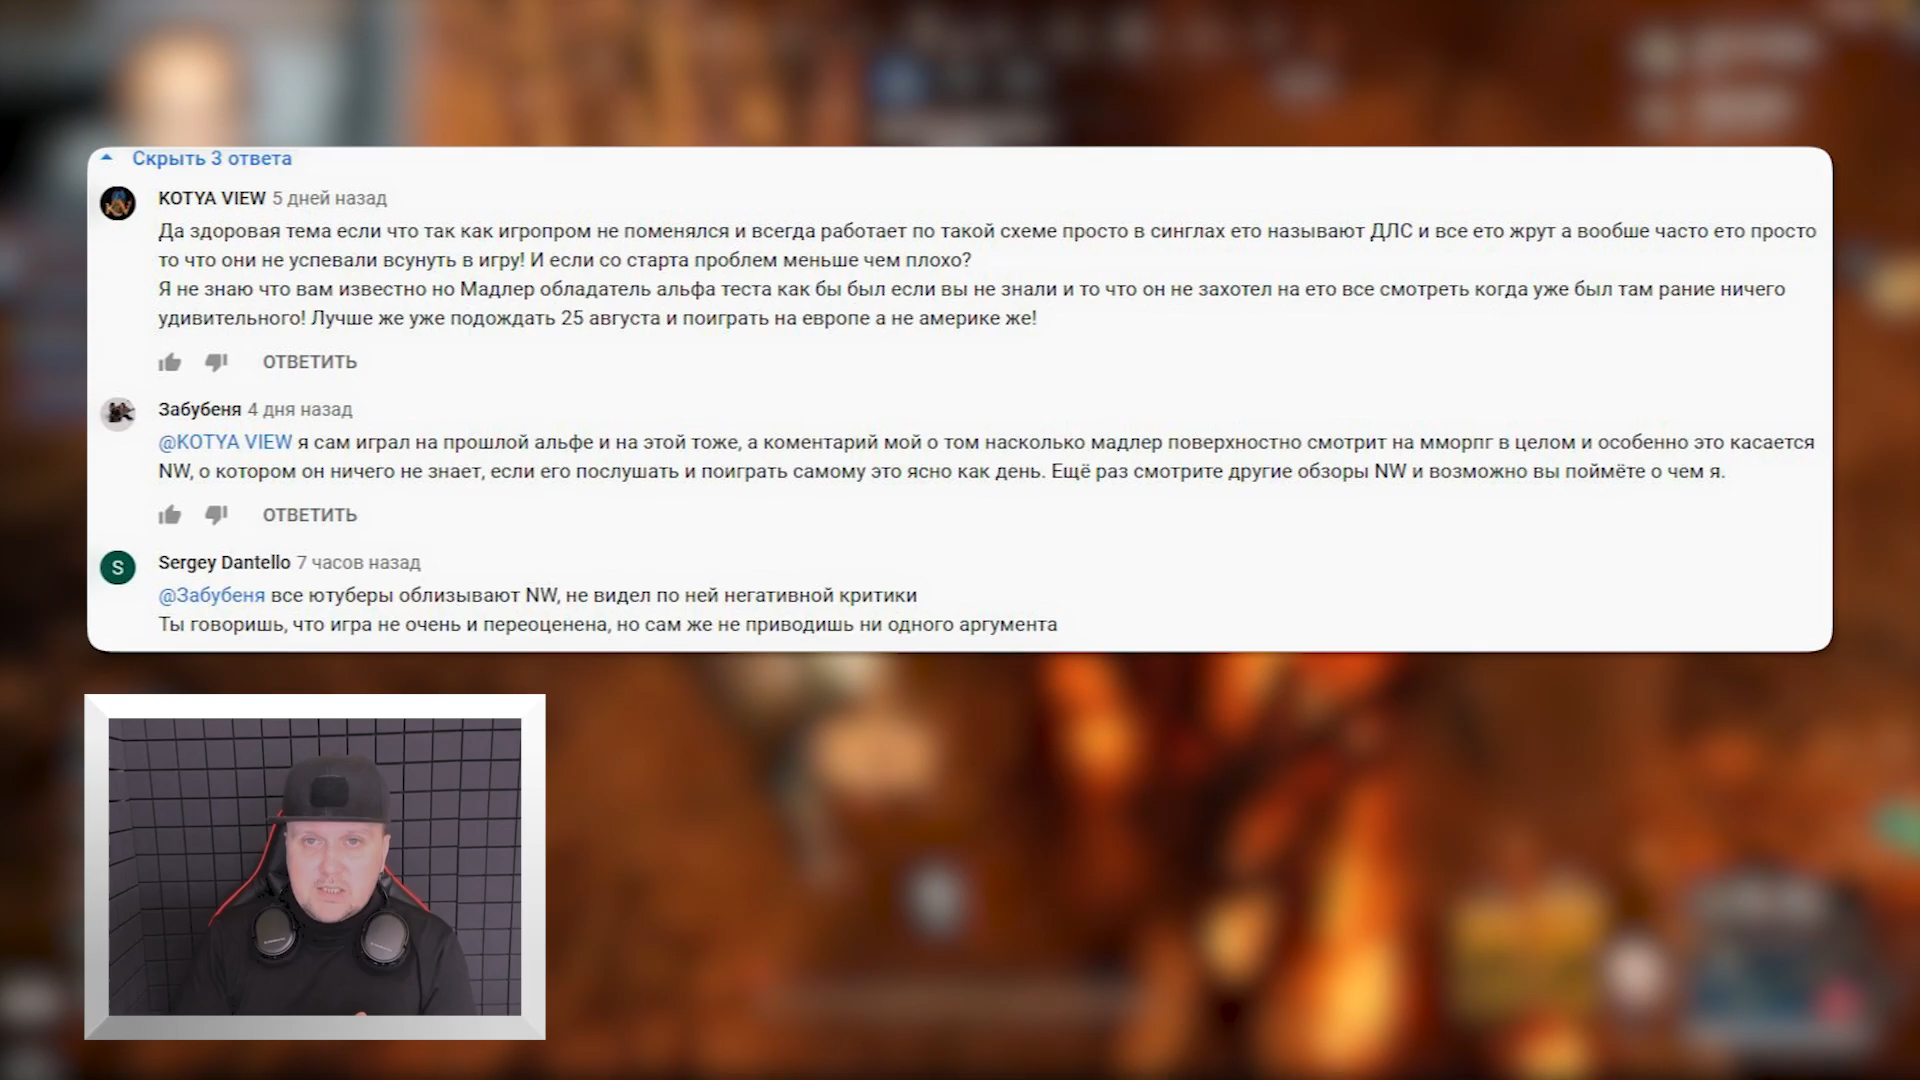 Скрыть 3 ответа
KOTYA VIEW 5 дней назад
Да здоровая тема если что так как игропром не поменялся и всегда работает по такой схеме просто в синглах ето называют ДЛС и все ето жрут а вообше часто ето просто
то что они не успевали всунуть в игру! И если со старта проблем меньше чем плохо?
Я не знаю что вам известно но Мадлер обладатель альфа теста как бы был если вы не знали и то что он не захотел на ето все смотреть когда уже был там рание ничего
удивительного! Лучше же уже подождать 25 августа и поиграть на европе а не америке же!
ОТВЕТИТЬ
Забубеня 4 дня назад
@KOTYA VIEW я сам играл на прошлой альфе и на этой тоже, а коментарий мой о том насколько мадлер поверхностно смотрит на мморпг в целом и особенно это касается
NW, о котором он ничего не знает, если его послушать и поиграть самому это ясно как день. Ещё раз смотрите другие обзоры NW и возможно вы поймёте о чем я.
ОТВЕТИТЬ
S
Sergey Dantello 7 часов назад
@Забубеня все ютуберы облизывают NW, не видел по ней негативной критики
Ты говоришь, что игра не очень и переоценена, но сам же не приводишь ни одного аргумента